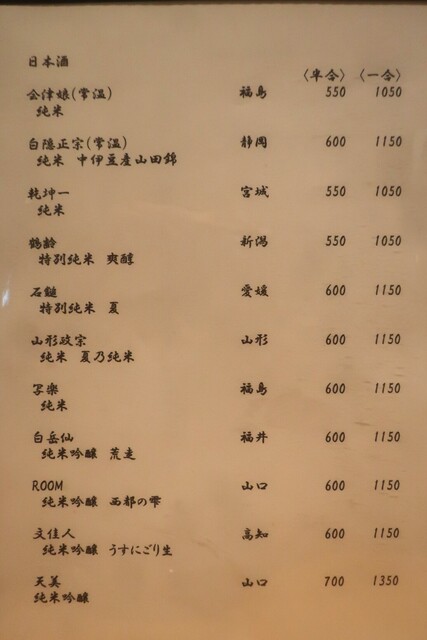 日本酒
〈半合〉 〈一合〉
会津娘(常温) 福島 550 1050
純米
白隠正宗(常温) 静岡 600 1150
純米 中伊豆産山田錦
乾坤一 宮城 550 1050
純米
鶴齢 新潟 550 1050
特別純米 爽醇
石鎚 愛媛 600 1150
特別純米 夏
山形政宗 山形 600 1150
純米 夏乃純米
写楽 福島 600 1150
純米
白岳仙 福井 600 1150
純米吟醸 荒走
ROOM 山口 600 1150
純米吟醸 西都の雫
文佳人 高知 600 1150
純米吟醸 うすにごり生
天美 山口 700 1350
純米吟醸